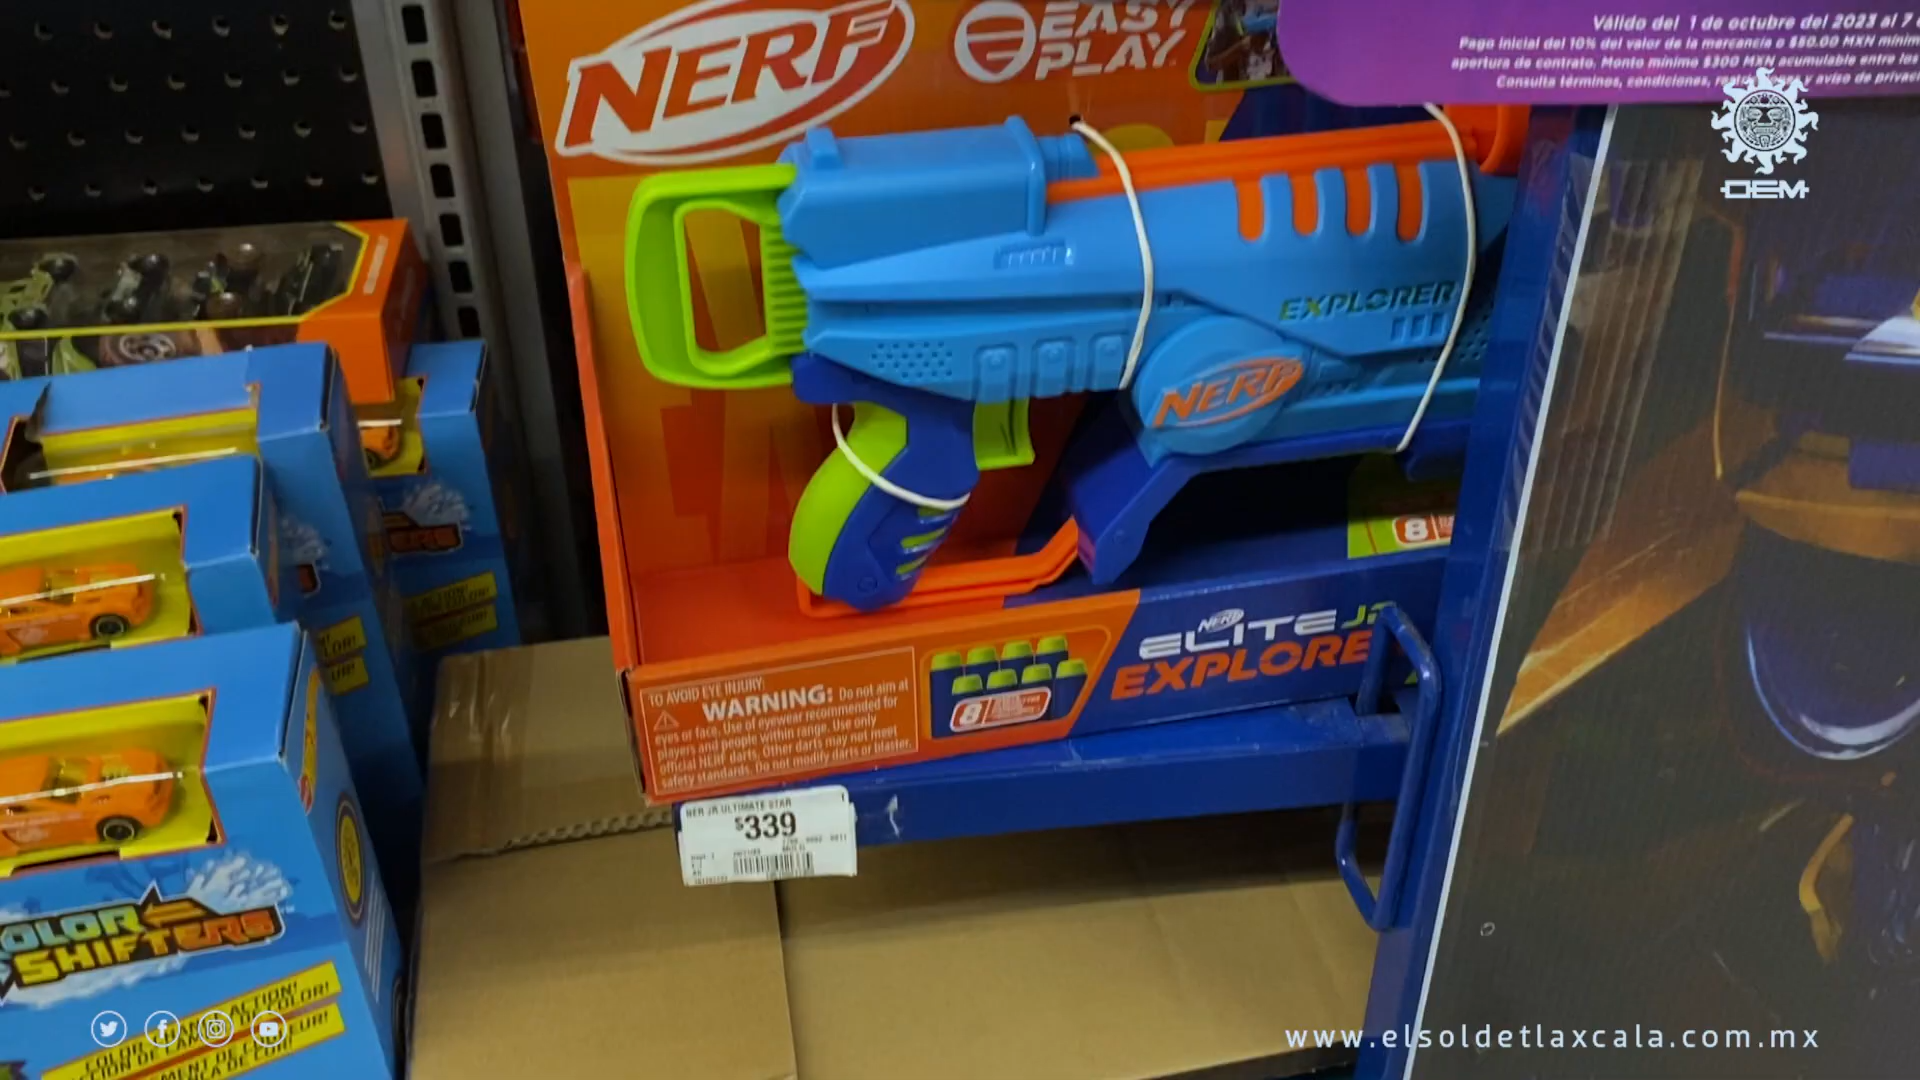 NERF
EASY
PLAY
Válido del 1 de octubre del 2023 al 7
Pago inicial del 10% del valor de la mercancía o $50.00 MXN
apertura de contrato. Monto mínimo $300 MXN acumulable entre los
Consulta términos, condiciones, y aviso de
OEM
EXPLORER
NERF
8
NERF
ELITE JR
EXPLORE
TO AVOID EYE INJURY:
WARNING: Do not aim at
eyes or face. Use of eyewear recommended for
players and people within range. Use only
official NERF darts. Other darts may not meet
safety standards. Do not modify darts or blaster.
8
NER JR ULTIMATE STAR
$339
COLOR
SHIFTERS
www.elsoldetlaxcala.com.mx